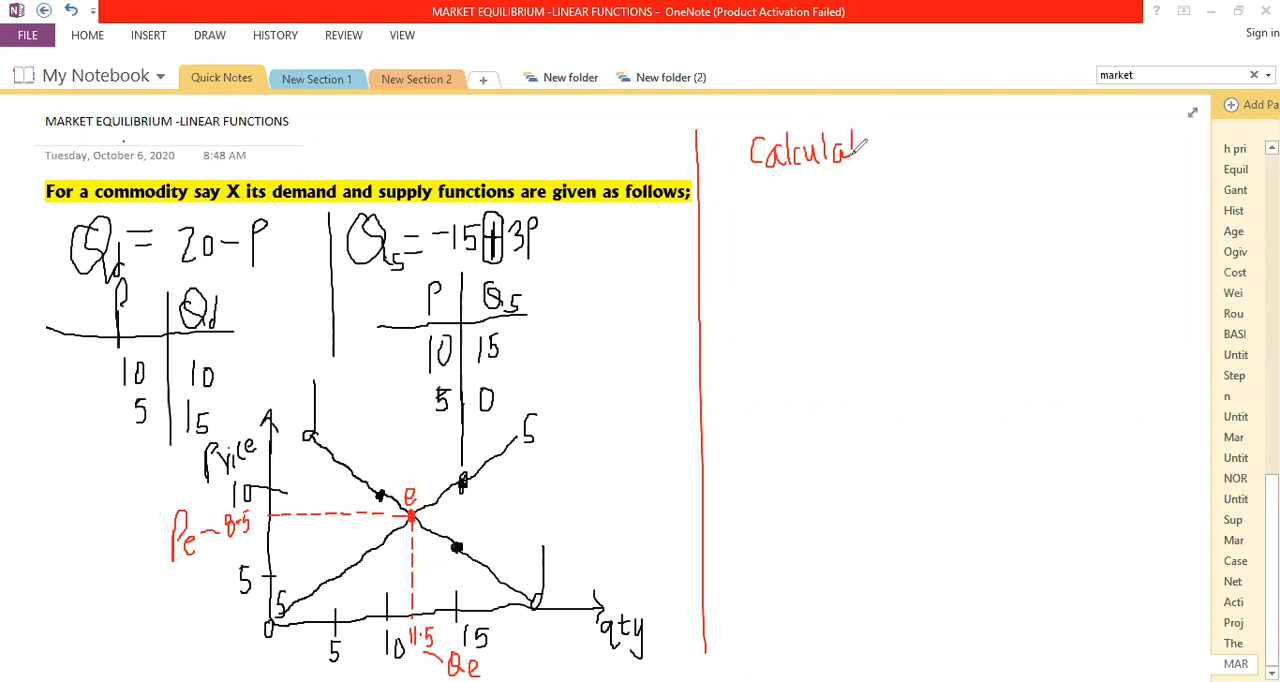 MARKET EQUILIBRIUM -LINEAR FUNCTIONS - OneNote (Product Activation Failed)
?
FILE HOME INSERT DRAW HISTORY REVIEW VIEW
Sign in
My Notebook Quick Notes New Section 1 New Section 2 + New folder New folder (2)
market
Add Pa
MARKET EQUILIBRIUM -LINEAR FUNCTIONS
Tuesday, October 6, 2020 8:48 AM
For a commodity say X its demand and supply functions are given as follows;
Qd = 20 - P
P Qd
10 10
5 15
Qs = -15 + 3P
P Qs
10 15
5 0
Price
10
Pe - 8.5
5
0
5 10 11.5 15
Qe
qty
d
S
e
S
d
Calculat
h pri
Equil
Gant
Hist
Age
Ogiv
Cost
Wei
Rou
BASI
Untit
Step
n
Untit
Mar
Untit
NOR
Untit
Sup
Mar
Case
Net
Acti
Proj
The
MAR